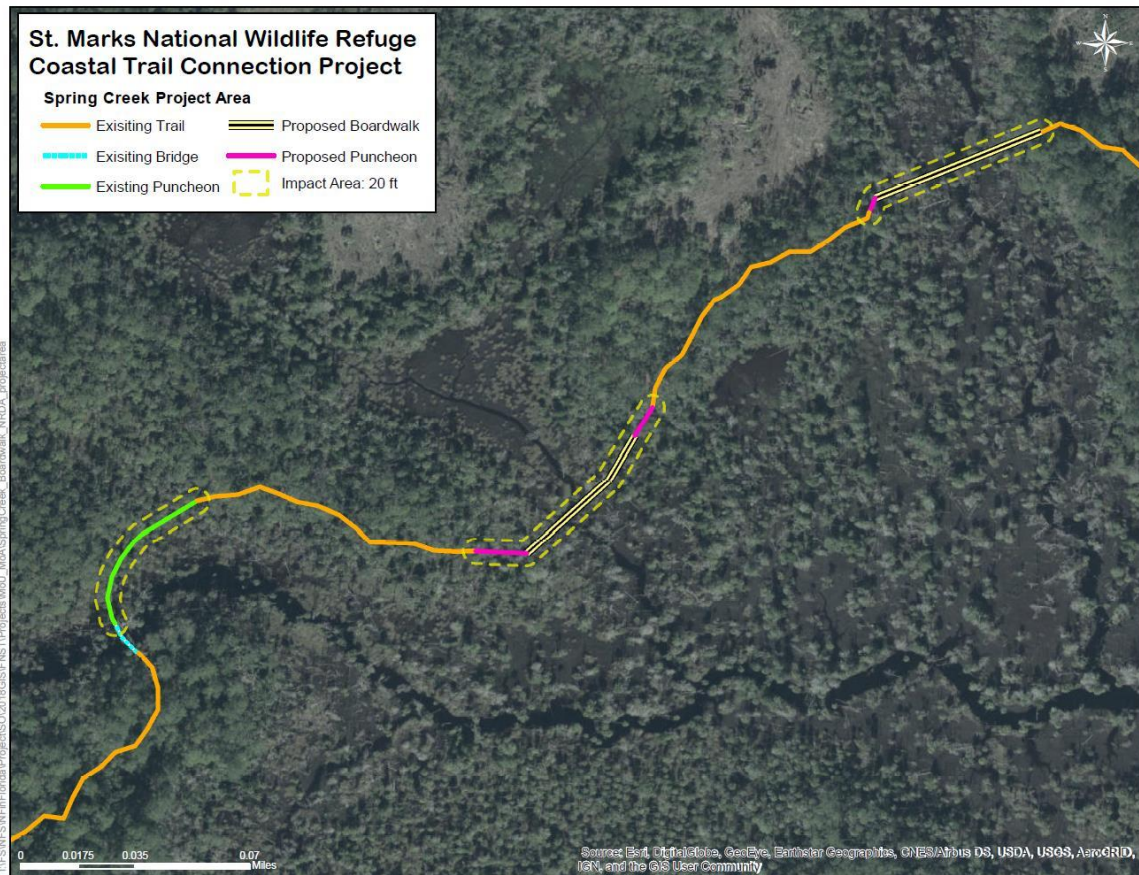 St. Marks National Wildlife Refuge
Coastal Trail Connection Project
Spring Creek Project Area
Exisiting Trail
Proposed Boardwalk
Exisiting Bridge
Proposed Puncheon
Existing Puncheon
Impact Area: 20 ft
N
W
E
S
0 0.0175 0.035 0.07
Miles
Source: Esri, DigitalGlobe, GeoEye, Earthstar Geographics, CNES/Airbus DS, USDA, USGS, AeroGRID,
IGN, and the GIS User Community